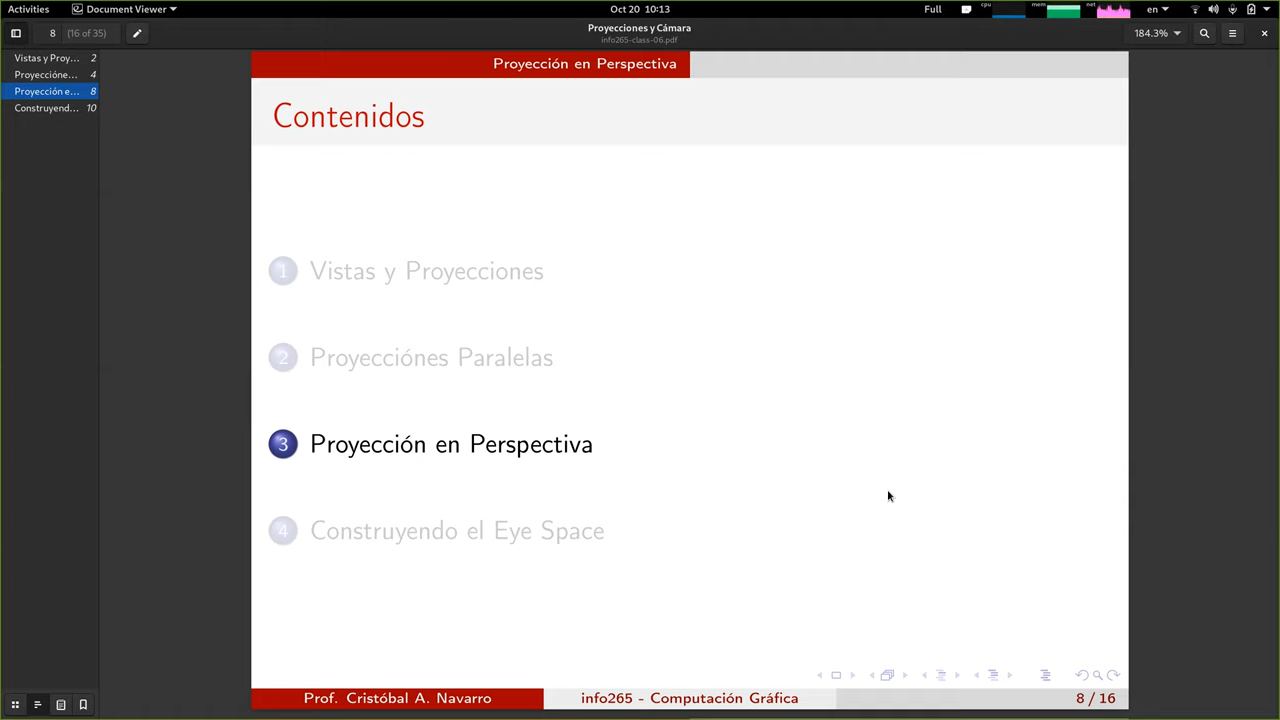 Activities
Document Viewer
Oct 20 10:13
Full
cpu
mem
net
en
8 (16 of 35)
Proyecciones y Cámara
info265-class-06.pdf
184.3%
Vistas y Proy... 2
Proyeccióne... 4
Proyección e... 8
Construyend... 10
Proyección en Perspectiva
Contenidos
1 Vistas y Proyecciones
2 Proyecciónes Paralelas
3 Proyección en Perspectiva
4 Construyendo el Eye Space
Prof. Cristóbal A. Navarro
info265 - Computación Gráfica
8 / 16